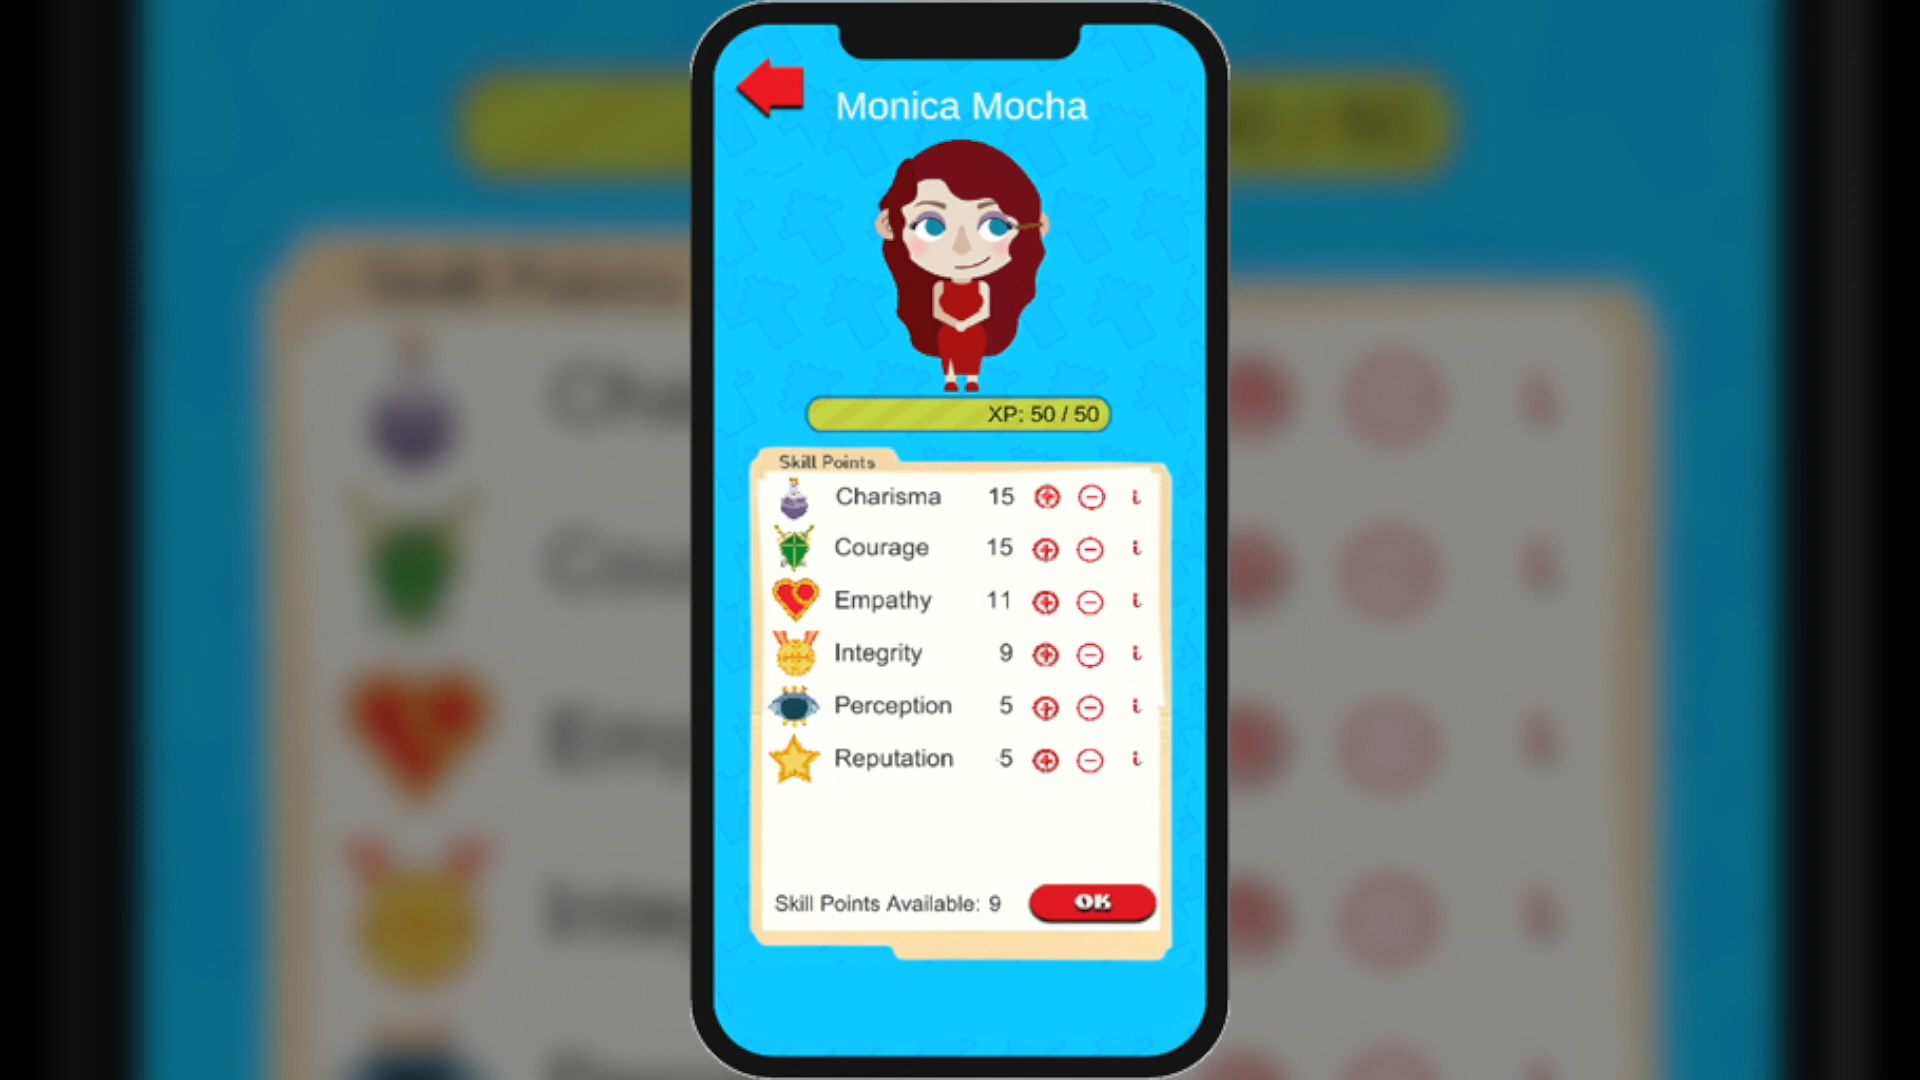 Monica Mocha
XP: 50 / 50
Skill Points
Charisma 15 i
Courage 15 i
Empathy 11 i
Integrity 9 i
Perception 5 i
Reputation 5 i
Skill Points Available: 9 OK